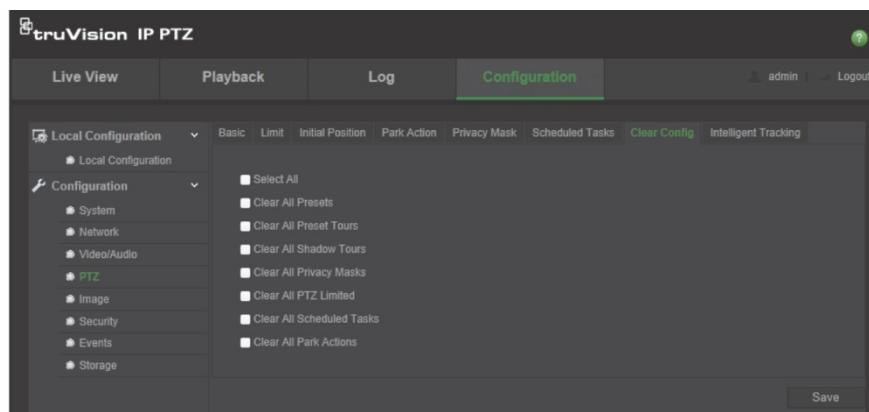 truVision IP PTZ
?
Live View Playback Log Configuration admin Logout
Local Configuration
Basic Limit Initial Position Park Action Privacy Mask Scheduled Tasks Clear Config Intelligent Tracking
Local Configuration
Select All
Configuration
Clear All Presets
System
Clear All Preset Tours
Network
Clear All Shadow Tours
Video/Audio
Clear All Privacy Masks
PTZ
Clear All PTZ Limited
Image
Clear All Scheduled Tasks
Security
Clear All Park Actions
Events
Storage
Save